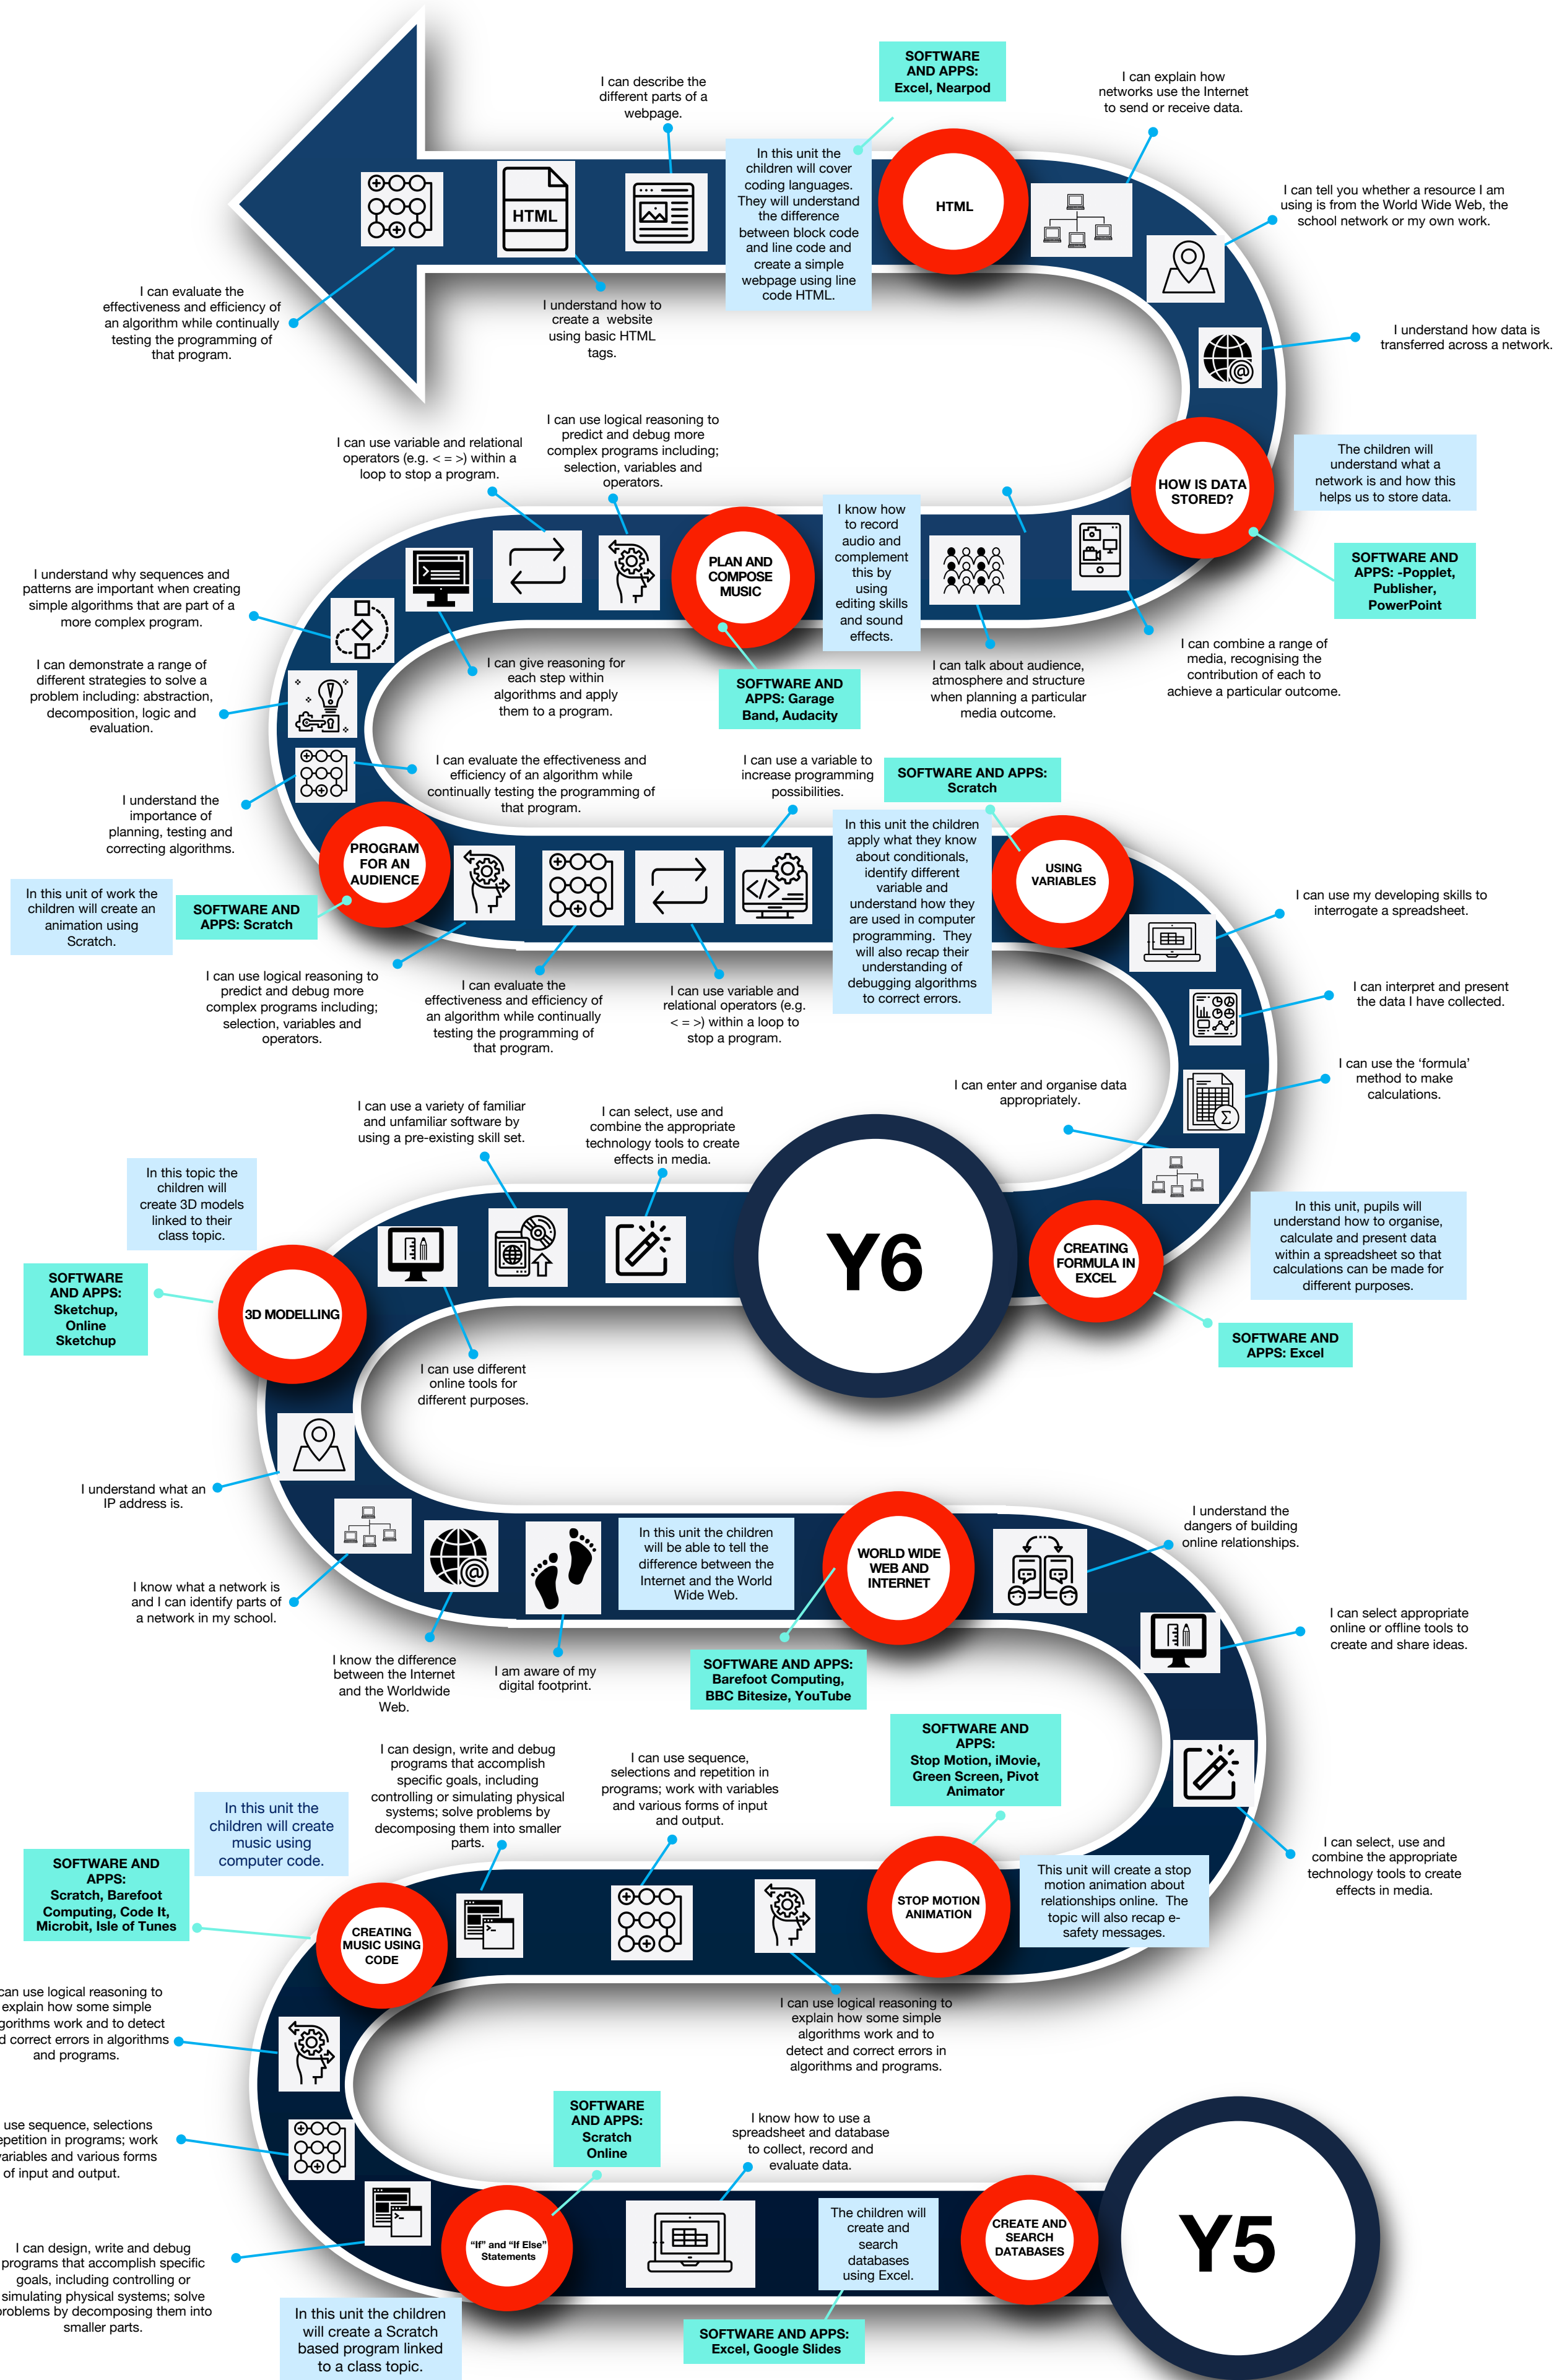 SOFTWARE
AND APPS:
Excel, Nearpod
I can explain how
networks use the Internet
to send or receive data.
I can describe the
different parts of a
webpage.
In this unit the
children will cover
coding languages.
They will understand
the difference
between block code
and line code and
create a simple
webpage using line
code HTML.
HTML
HTML
I can tell you whether a resource I am
using is from the World Wide Web, the
school network or my own work.
I can evaluate the
effectiveness and efficiency of
an algorithm while continually
testing the programming of
that program.
I understand how to
create a website
using basic HTML
tags.
I understand how data is
transferred across a network.
HOW IS DATA
STORED?
The children will
understand what a
network is and how this
helps us to store data.
SOFTWARE AND
APPS: -Popplet,
Publisher,
PowerPoint
I can use variable and relational
operators (e.g. < = >) within a
loop to stop a program.
I can use logical reasoning to
predict and debug more
complex programs including;
selection, variables and
operators.
PLAN AND
COMPOSE
MUSIC
I know how
to record
audio and
complement
this by
using
editing skills
and sound
effects.
I can combine a range of
media, recognising the
contribution of each to
achieve a particular outcome.
I can talk about audience,
atmosphere and structure
when planning a particular
media outcome.
SOFTWARE AND
APPS: Garage
Band, Audacity
I can give reasoning for
each step within
algorithms and apply
them to a program.
I understand why sequences and
patterns are important when creating
simple algorithms that are part of a
more complex program.
I can demonstrate a range of
different strategies to solve a
problem including: abstraction,
decomposition, logic and
evaluation.
I understand the
importance of
planning, testing and
correcting algorithms.
I can evaluate the effectiveness and
efficiency of an algorithm while
continually testing the programming of
that program.
PROGRAM
FOR AN
AUDIENCE
In this unit of work the
children will create an
animation using
Scratch.
SOFTWARE AND
APPS: Scratch
I can use a variable to
increase programming
possibilities.
SOFTWARE AND APPS:
Scratch
In this unit the children
apply what they know
about conditionals,
identify different
variable and
understand how they
are used in computer
programming. They
will also recap their
understanding of
debugging algorithms
to correct errors.
USING
VARIABLES
I can use logical reasoning to
predict and debug more
complex programs including;
selection, variables and
operators.
I can evaluate the
effectiveness and efficiency of
an algorithm while continually
testing the programming of
that program.
I can use variable and
relational operators (e.g.
< = >) within a loop to
stop a program.
I can use my developing skills to
interrogate a spreadsheet.
I can interpret and present
the data I have collected.
I can use the ‘formula’
method to make
calculations.
I can enter and organise data
appropriately.
In this unit, pupils will
understand how to organise,
calculate and present data
within a spreadsheet so that
calculations can be made for
different purposes.
CREATING
FORMULA IN
EXCEL
SOFTWARE AND
APPS: Excel
Y6
I can use a variety of familiar
and unfamiliar software by
using a pre-existing skill set.
I can select, use and
combine the appropriate
technology tools to create
effects in media.
In this topic the
children will
create 3D models
linked to their
class topic.
3D MODELLING
SOFTWARE
AND APPS:
Sketchup,
Online
Sketchup
I can use different
online tools for
different purposes.
I understand what an
IP address is.
I know what a network is
and I can identify parts of
a network in my school.
I know the difference
between the Internet
and the Worldwide
Web.
I am aware of my
digital footprint.
In this unit the children
will be able to tell the
difference between the
Internet and the World
Wide Web.
WORLD WIDE
WEB AND
INTERNET
SOFTWARE AND APPS:
Barefoot Computing,
BBC Bitesize, YouTube
I understand the
dangers of building
online relationships.
I can select appropriate
online or offline tools to
create and share ideas.
I can select, use and
combine the appropriate
technology tools to create
effects in media.
SOFTWARE AND
APPS:
Stop Motion, iMovie,
Green Screen, Pivot
Animator
STOP MOTION
ANIMATION
This unit will create a stop
motion animation about
relationships online. The
topic will also recap e-
safety messages.
I can design, write and debug
programs that accomplish
specific goals, including
controlling or simulating physical
systems; solve problems by
decomposing them into smaller
parts.
I can use sequence,
selections and repetition in
programs; work with variables
and various forms of input
and output.
I can use logical reasoning to
explain how some simple
algorithms work and to
detect and correct errors in
algorithms and programs.
In this unit the
children will create
music using
computer code.
SOFTWARE AND
APPS:
Scratch, Barefoot
Computing, Code It,
Microbit, Isle of Tunes
CREATING
MUSIC USING
CODE
can use logical reasoning to
explain how some simple
work and to detect
correct errors in algorithms
and programs.
use sequence, selections
in programs; work
and various forms
of input and output.
I can design, write and debug
programs that accomplish specific
goals, including controlling or
simulating physical systems; solve
problems by decomposing them into
smaller parts.
"If" and "If Else"
Statements
SOFTWARE
AND APPS:
Scratch
Online
In this unit the children
will create a Scratch
based program linked
to a class topic.
I know how to use a
spreadsheet and database
to collect, record and
evaluate data.
The children will
create and
search
databases
using Excel.
CREATE AND
SEARCH
DATABASES
SOFTWARE AND APPS:
Excel, Google Slides
Y5